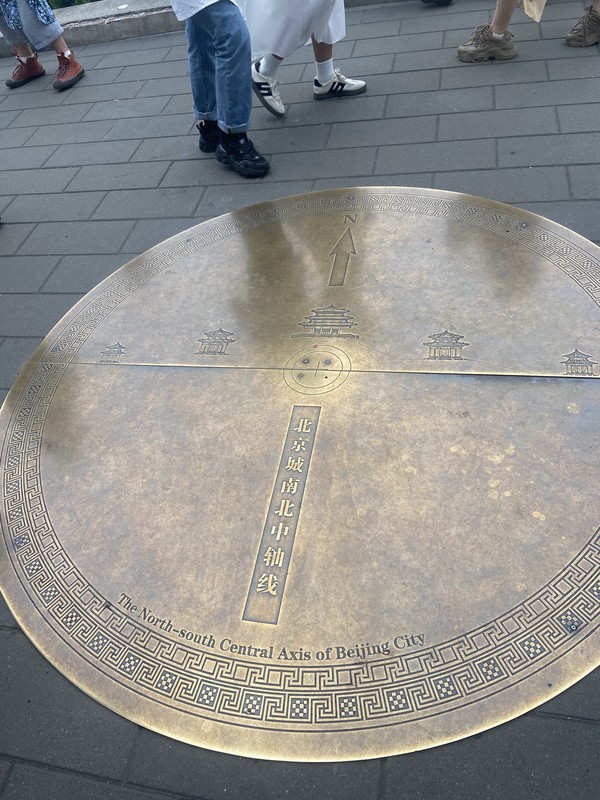 N
北京城南北中轴线
The North-south Central Axis of Beijing City